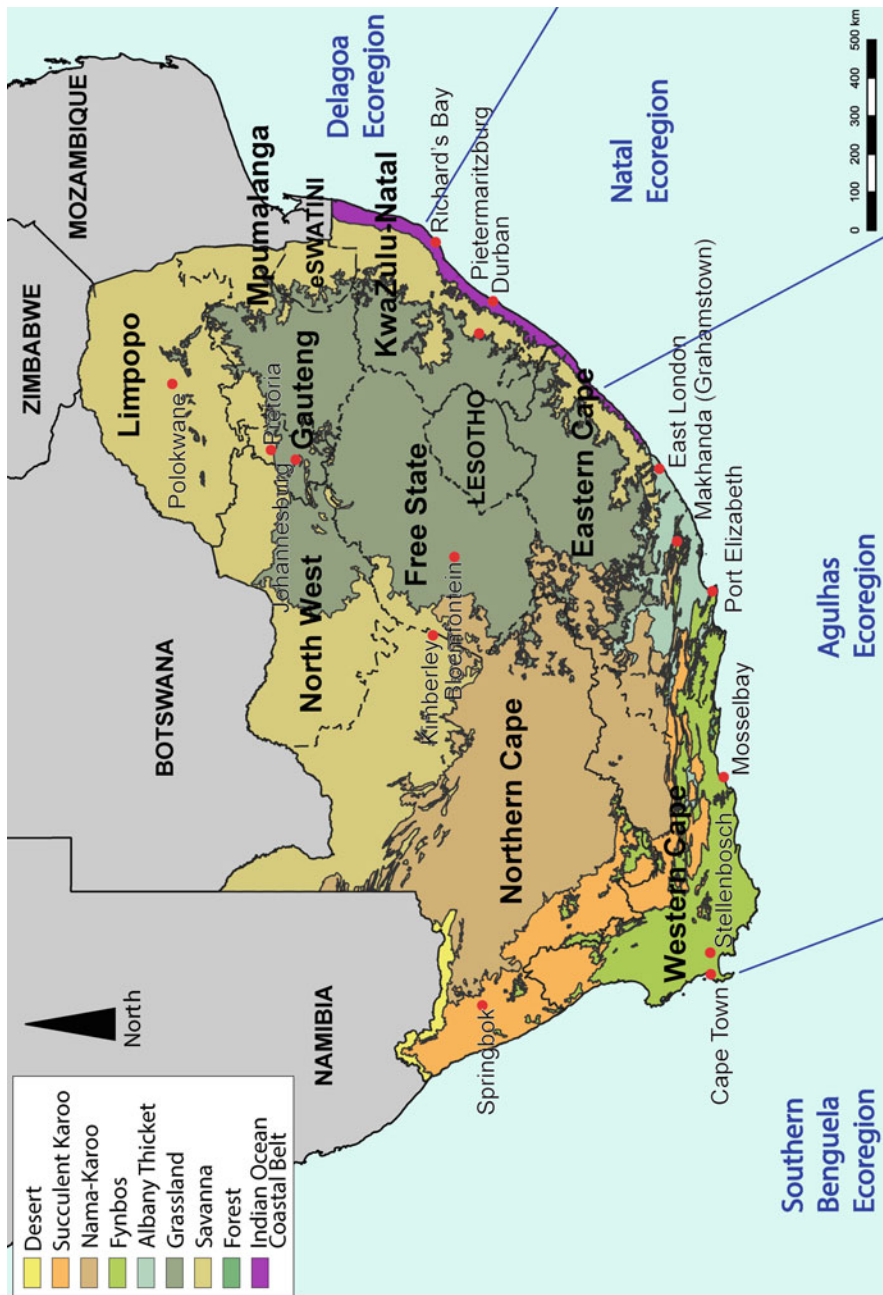 Desert
Succulent Karoo
Nama-Karoo
Fynbos
Albany Thicket
Grassland
Savanna
Forest
Indian Ocean
Coastal Belt
North
ZIMBABWE
MOZAMBIQUE
BOTSWANA
NAMIBIA
Limpopo
Polokwane
Mpumalanga
Pretoria
Gauteng
Johannesburg
eSWATINI
North West
Delagoa
Ecoregion
KwaZulu-Natal
Richard's Bay
Free State
Kimberley
Bloemfontein
LESOTHO
Pietermaritzburg
Durban
Northern Cape
Springbok
Eastern Cape
Natal
Ecoregion
East London
Makhanda (Grahamstown)
Western Cape
Port Elizabeth
Cape Town
Stellenbosch
Mosselbay
Southern
Benguela
Ecoregion
Agulhas
Ecoregion
0 100 200 300 400 500 km